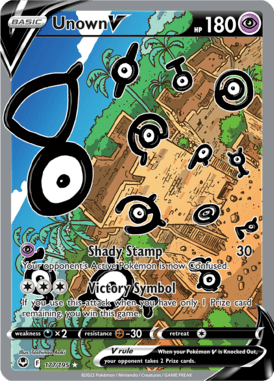 BASIC
Unown V
HP 180
Shady Stamp 30
Your opponent's Active Pokémon is now Confused.
Victory Symbol
If you use this attack when you have only 1 Prize card
remaining, you win this game.
weakness ×2 resistance -30 retreat
V rule
When your Pokémon V is Knocked Out,
your opponent takes 2 Prize cards.
177/195
©2022 Pokémon / Nintendo / Creatures / GAME FREAK